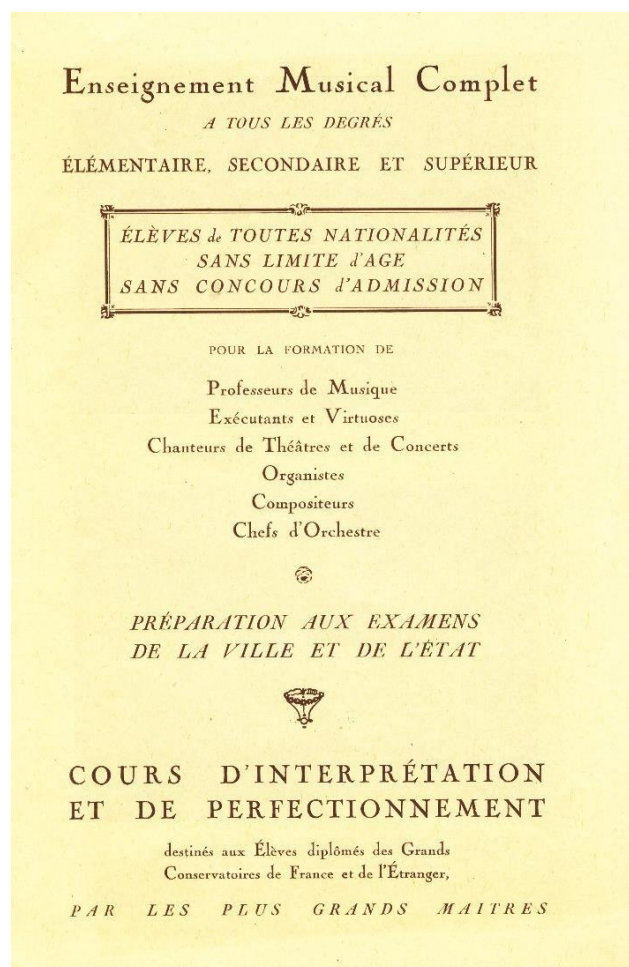 Enseignement Musical Complet
A TOUS LES DEGRÉS
ÉLÉMENTAIRE, SECONDAIRE ET SUPÉRIEUR
ÉLÈVES de TOUTES NATIONALITÉS
SANS LIMITE d'AGE
SANS CONCOURS d'ADMISSION
POUR LA FORMATION DE
Professeurs de Musique
Exécutants et Virtuoses
Chanteurs de Théâtres et de Concerts
Organistes
Compositeurs
Chefs d'Orchestre
PRÉPARATION AUX EXAMENS
DE LA VILLE ET DE L'ÉTAT
COURS D'INTERPRÉTATION
ET DE PERFECTIONNEMENT
destinés aux Élèves diplômés des Grands
Conservatoires de France et de l'Étranger,
PAR LES PLUS GRANDS MAITRES